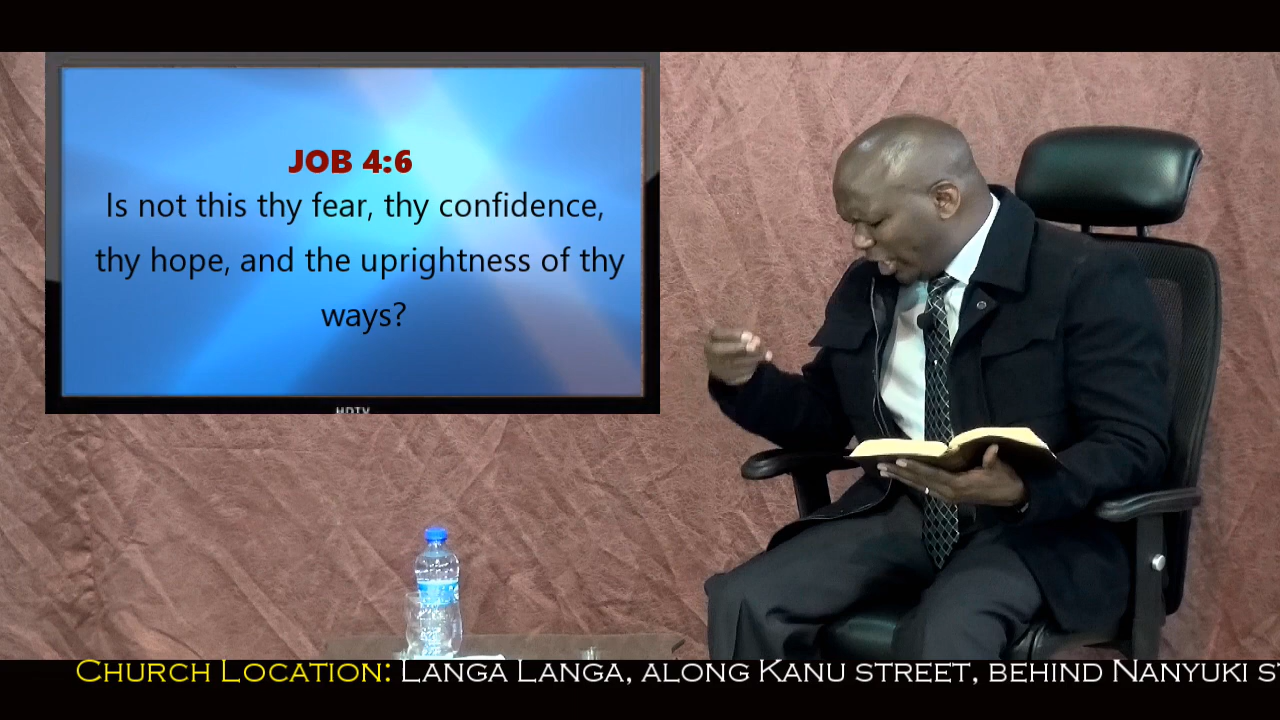 JOB 4:6
Is not this thy fear, thy confidence,
thy hope, and the uprightness of thy
ways?
HDTV
CHURCH LOCATION: LANGA LANGA, ALONG KANU STREET, BEHIND NANYUKI